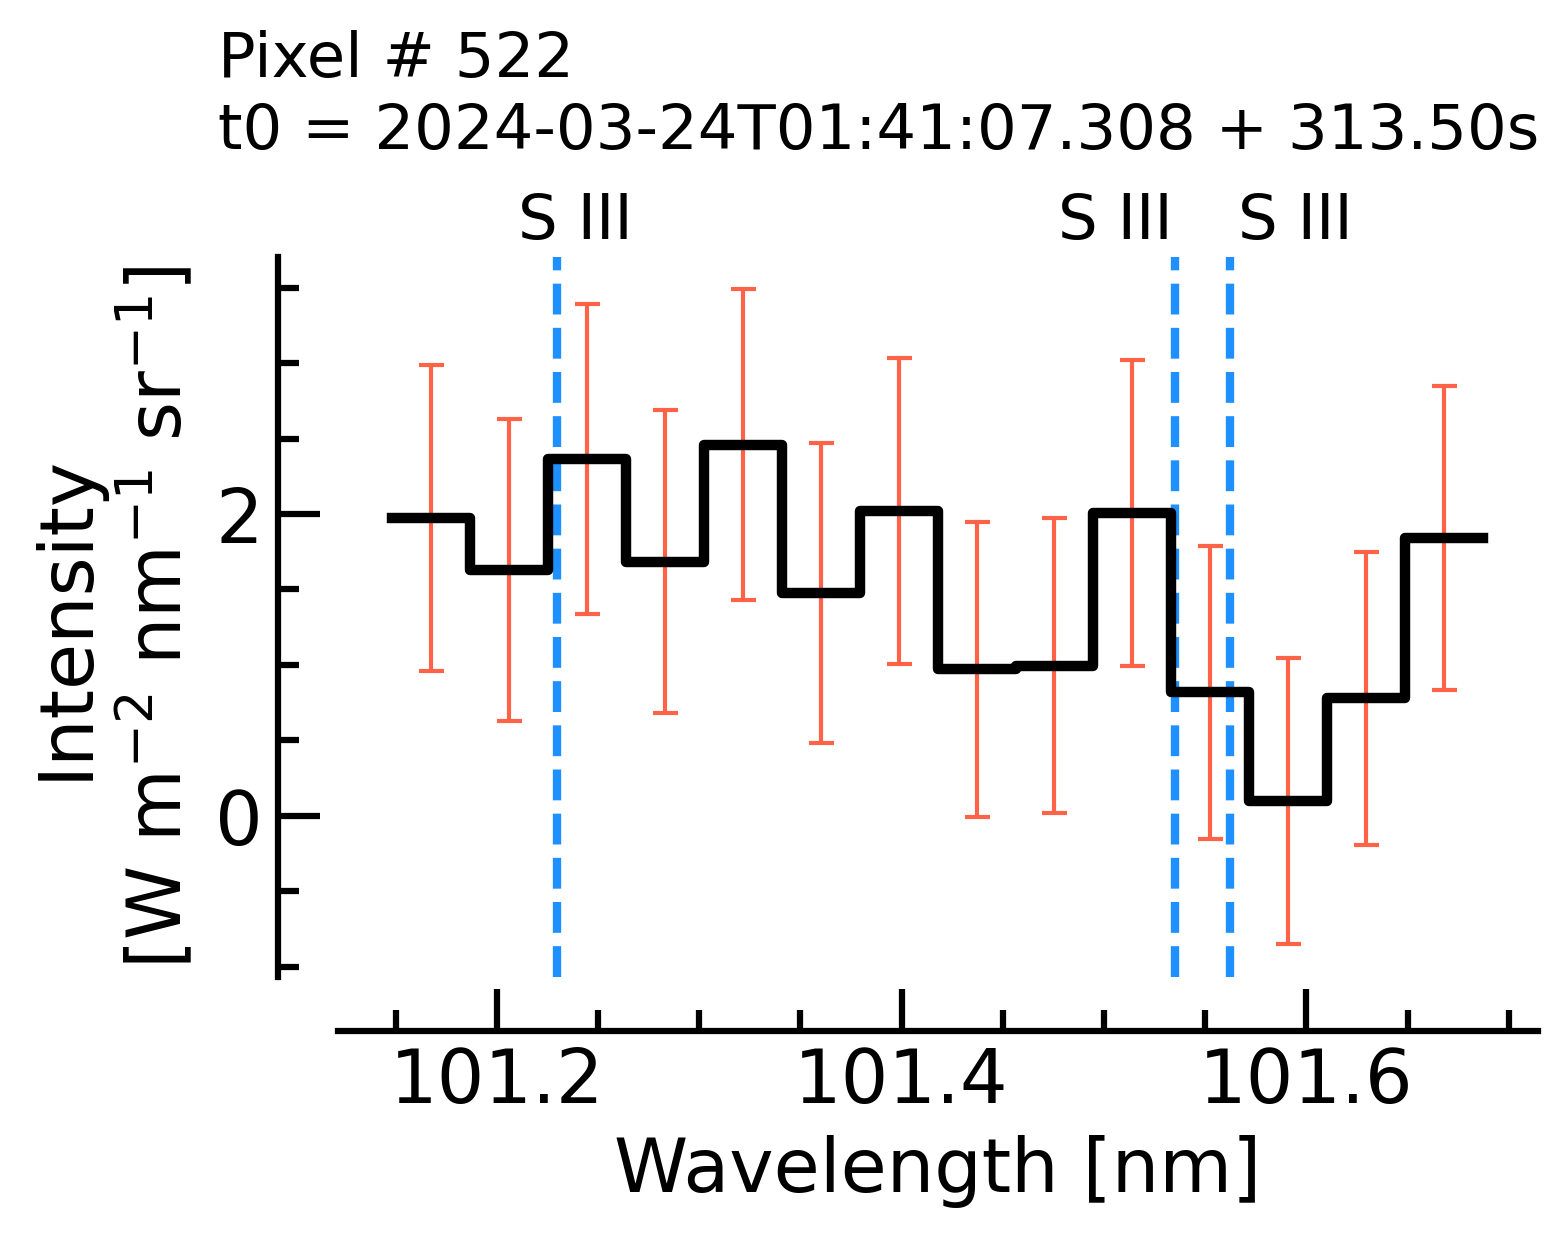 Pixel # 522
t0 = 2024-03-24T01:41:07.308 + 313.50s
S III S III S III
Intensity
[W m⁻² nm⁻¹ sr⁻¹]
2
0
101.2 101.4 101.6
Wavelength [nm]